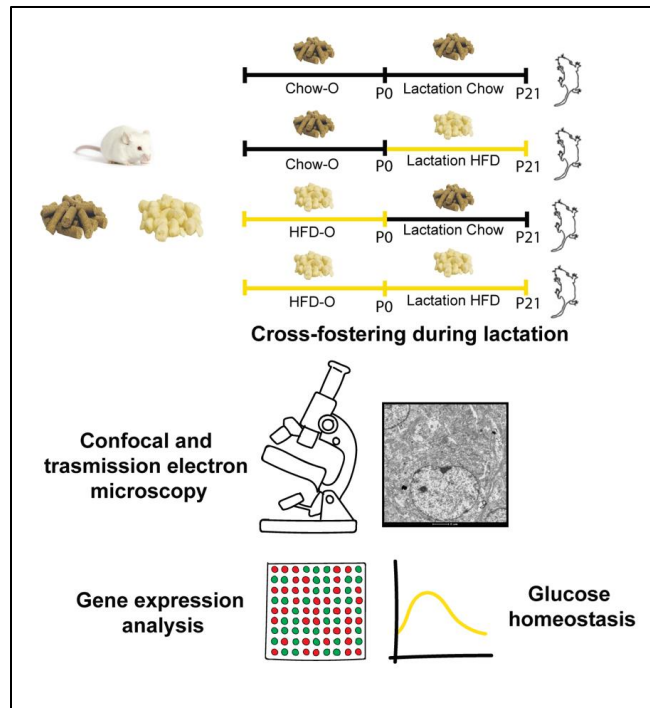 Chow-O P0 Lactation Chow P21
Chow-O P0 Lactation HFD P21
HFD-O P0 Lactation Chow P21
HFD-O P0 Lactation HFD P21
Cross-fostering during lactation
Confocal and
trasmission electron
microscopy
Gene expression
analysis
Glucose
homeostasis